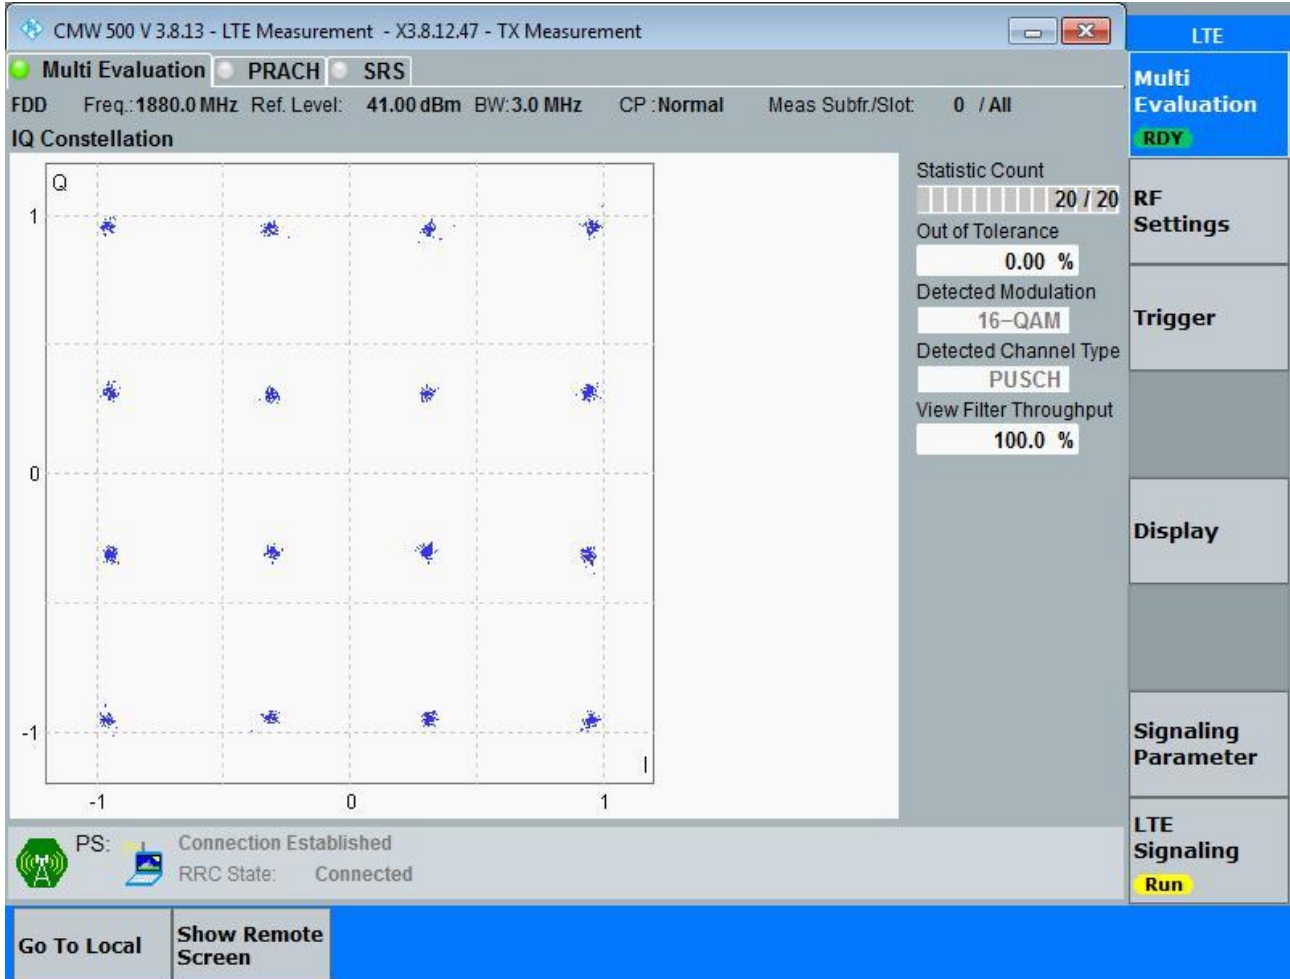 CMW 500 V 3.8.13 - LTE Measurement - X3.8.12.47 - TX Measurement
LTE
Multi Evaluation PRACH SRS
FDD Freq.:1880.0 MHz Ref. Level: 41.00 dBm BW:3.0 MHz CP :Normal Meas Subfr./Slot: 0 / All
IQ Constellation
Q
1
0
-1
I
-1 0 1
Statistic Count
20 / 20
Out of Tolerance
0.00 %
Detected Modulation
16-QAM
Detected Channel Type
PUSCH
View Filter Throughput
100.0 %
Multi
Evaluation
RDY
RF
Settings
Trigger
Display
Signaling
Parameter
LTE
Signaling
Run
PS: Connection Established
RRC State: Connected
Go To Local
Show Remote
Screen